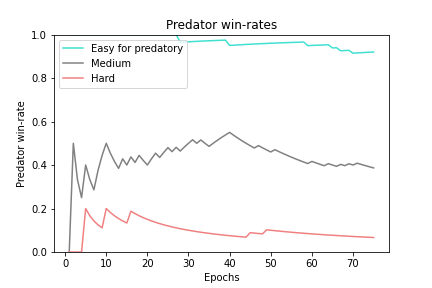 Predator win-rates
Easy for predatory
Medium
Hard
Predator win-rate
1.0
0.8
0.6
0.4
0.2
0.0
0 10 20 30 40 50 60 70
Epochs